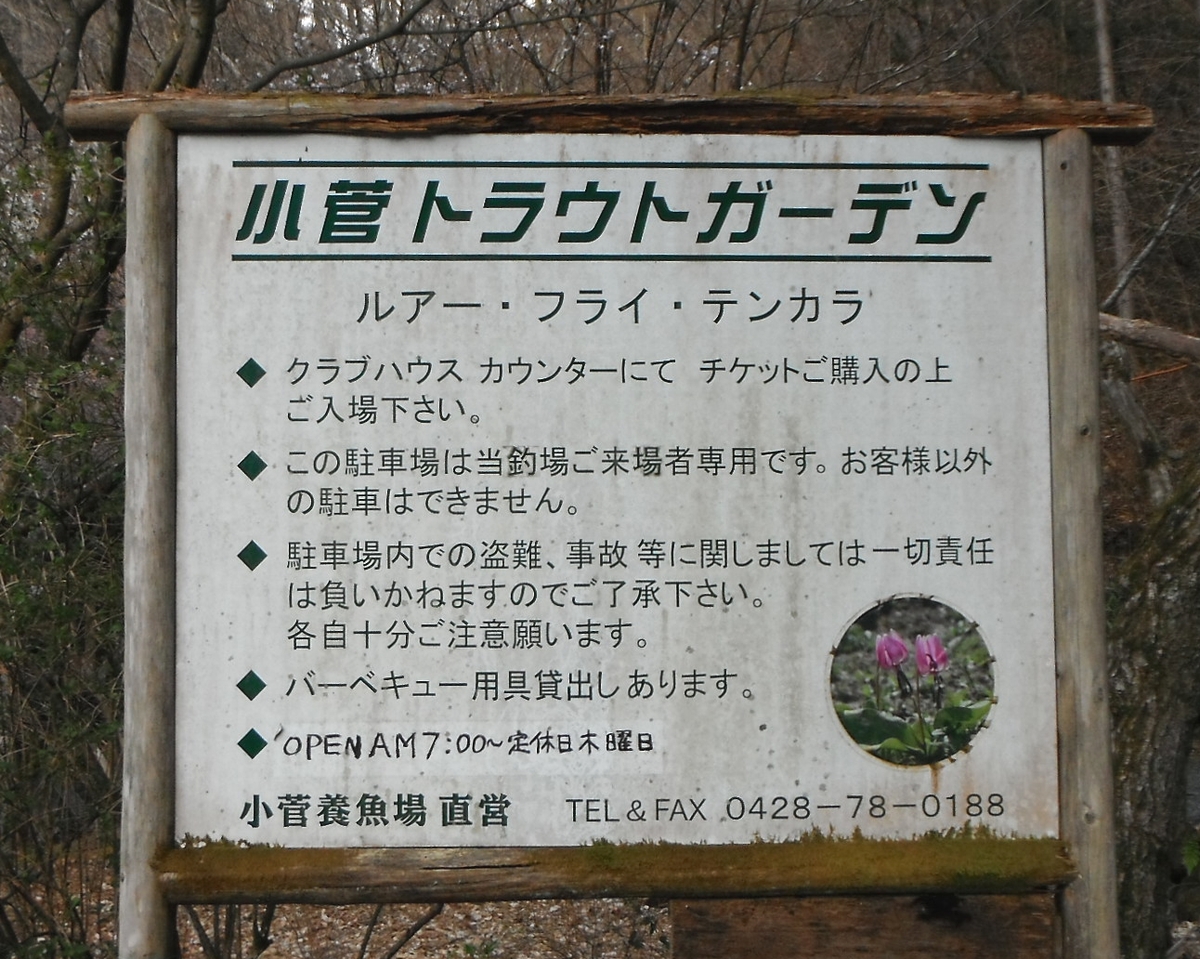 小菅トラウトガーデン
ルアー・フライ・テンカラ
◆ クラブハウス カウンターにて チケットご購入の上
ご入場下さい。
◆ この駐車場は当釣場ご来場者専用です。お客様以外
の駐車はできません。
◆ 駐車場内での盗難、事故 等に関しましては一切責任
は負いかねますのでご了承下さい。
各自十分ご注意願います。
◆ バーベキュー用具貸出しあります。
◆ OPEN AM7:00~定休日木曜日
小菅養魚場 直営 TEL&FAX 0428-78-0188